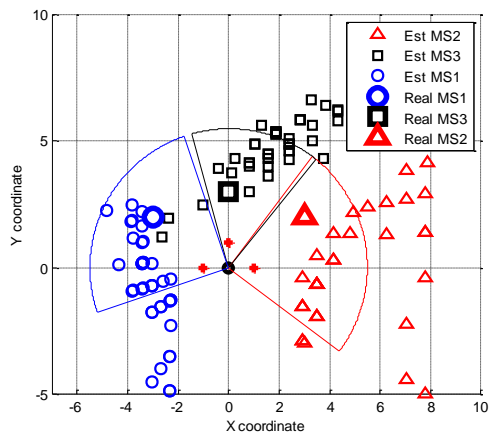 10
5
0
-5
-6
-4
-2
0
2
4
6
8
10
X coordinate
Y coordinate
Est MS2
Est MS3
Est MS1
Real MS1
Real MS3
Real MS2